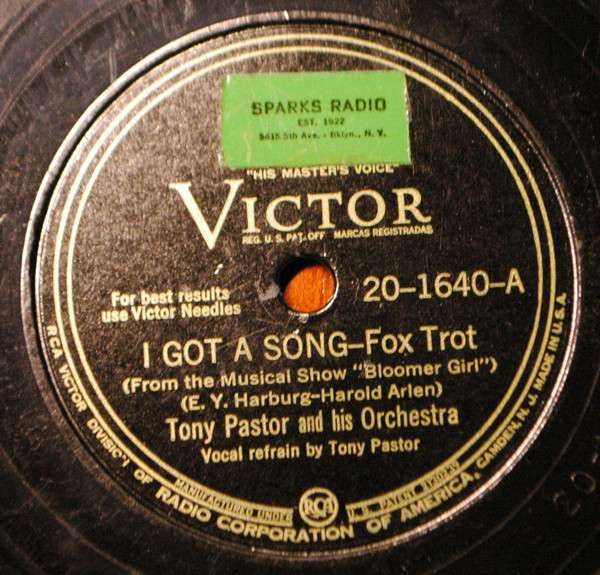 SPARKS RADIO
EST. 1922
5415 5th Ave. - Bklyn., N. Y.
"HIS MASTER'S VOICE"
VICTOR
REG. U. S. PAT. OFF. MARCAS REGISTRADAS
For best results
use Victor Needles
20-1640-A
I GOT A SONG-Fox Trot
(From the Musical Show "Bloomer Girl")
(E. Y. Harburg-Harold Arlen)
Tony Pastor and his Orchestra
Vocal refrain by Tony Pastor
MANUFACTURED UNDER
RCA
U. S. PATENT
RCA VICTOR DIVISION OF RADIO CORPORATION OF AMERICA, CAMDEN, N. J. MADE IN U.S.A.